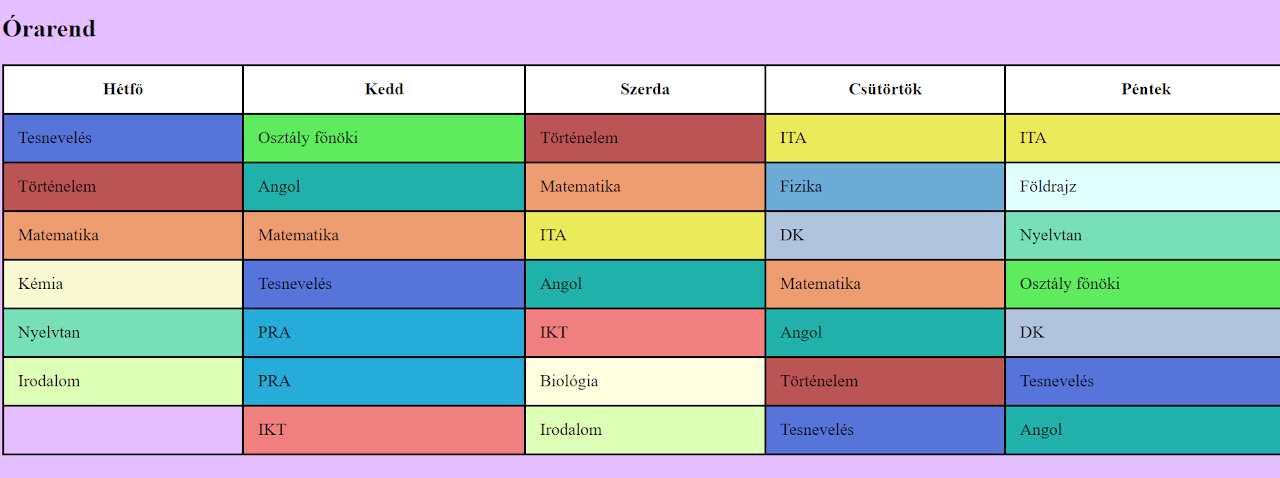 Órarend
Hétfő Kedd Szerda Csütörtök Péntek
Tesnevelés Osztály főnöki Történelem ITA ITA
Történelem Angol Matematika Fizika Földrajz
Matematika Matematika ITA DK Nyelvtan
Kémia Tesnevelés Angol Matematika Osztály főnöki
Nyelvtan PRA IKT Angol DK
Irodalom PRA Biológia Történelem Tesnevelés
IKT Irodalom Tesnevelés Angol